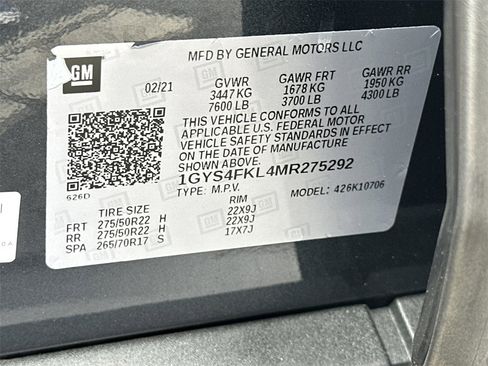 MFD BY GENERAL MOTORS LLC
GM
02/21 GVWR GAWR FRT GAWR RR
3447 KG 1678 KG 1950 KG
7600 LB 3700 LB 4300 LB
THIS VEHICLE CONFORMS TO ALL
APPLICABLE U.S. FEDERAL MOTOR
VEHICLE SAFETY STANDARDS IN EFFECT
ON THE DATE OF MANUFACTURE
SHOWN ABOVE.
1GYS4FKL4MR275292
626D
TYPE: M.P.V. MODEL: 426K10706
TIRE SIZE RIM
FRT 275/50R22 H 22X9J
RR 275/50R22 H 22X9J
SPA 265/70R17 S 17X7J